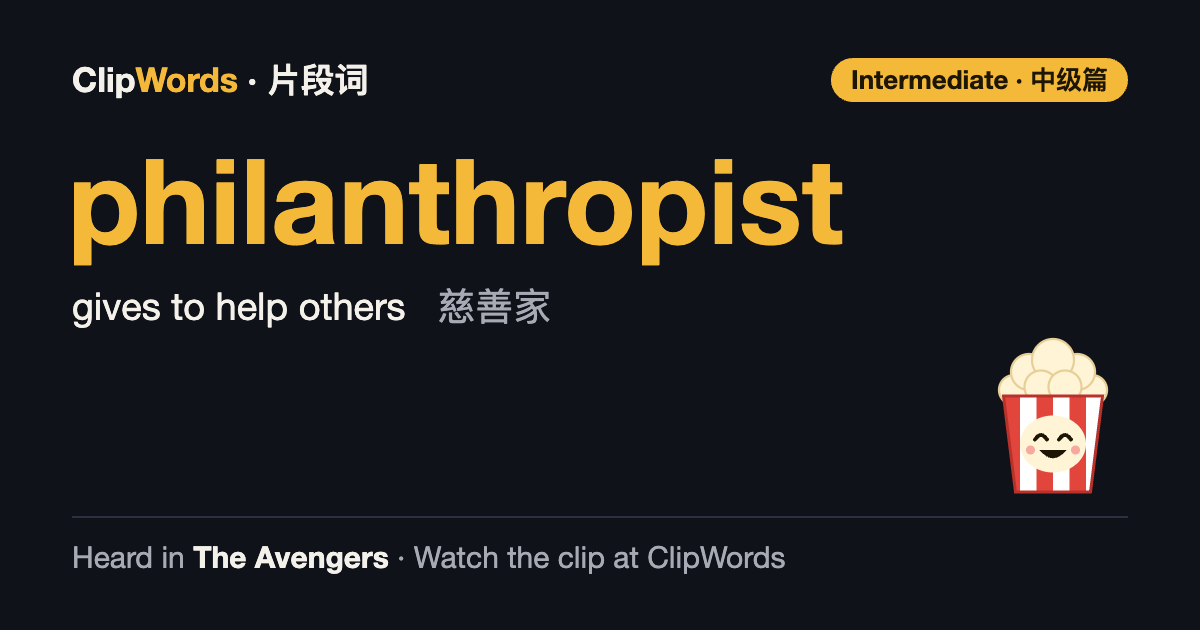 ClipWords · 片段词
Intermediate · 中级篇
philanthropist
gives to help others 慈善家
Heard in The Avengers · Watch the clip at ClipWords